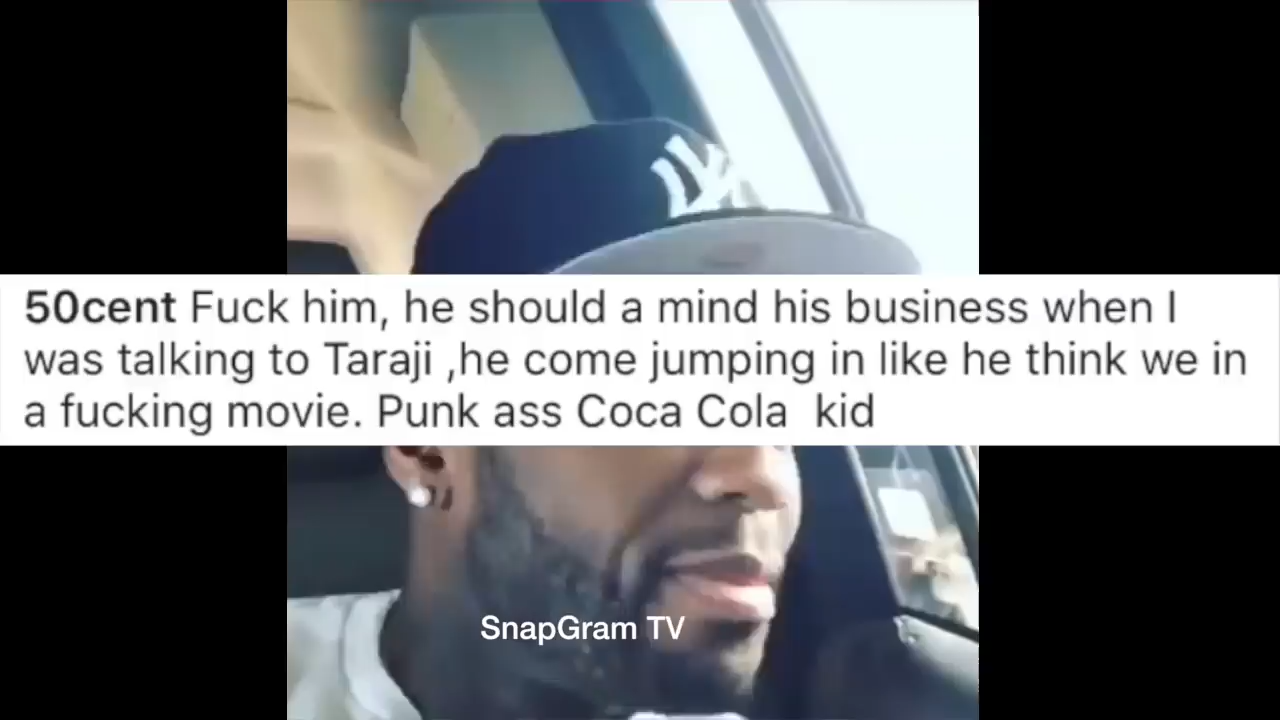 NY
50cent Fuck him, he should a mind his business when I
was talking to Taraji ,he come jumping in like he think we in
a fucking movie. Punk ass Coca Cola  kid
SnapGram TV